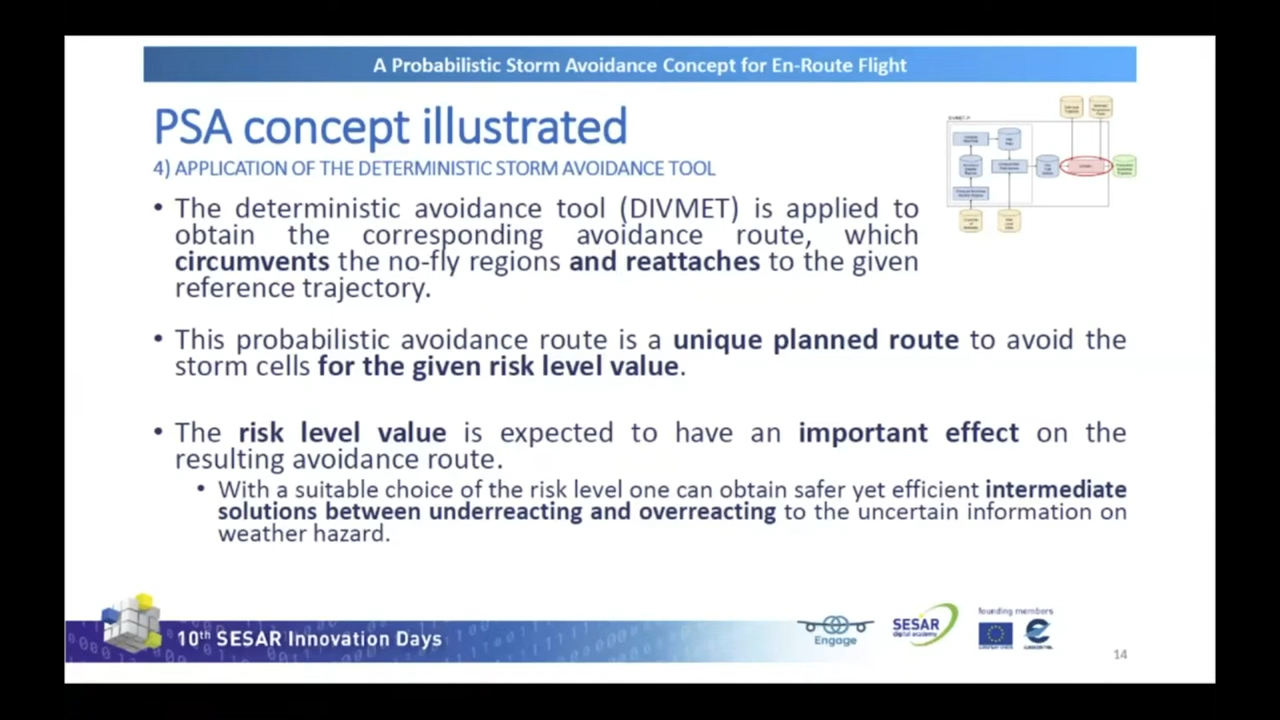 A Probabilistic Storm Avoidance Concept for En-Route Flight
PSA concept illustrated
4) APPLICATION OF THE DETERMINISTIC STORM AVOIDANCE TOOL
• The deterministic avoidance tool (DIVMET) is applied to
obtain the corresponding avoidance route, which
circumvents the no-fly regions and reattaches to the given
reference trajectory.
• This probabilistic avoidance route is a unique planned route to avoid the
storm cells for the given risk level value.
• The risk level value is expected to have an important effect on the
resulting avoidance route.
• With a suitable choice of the risk level one can obtain safer yet efficient intermediate
solutions between underreacting and overreacting to the uncertain information on
weather hazard.
10th SESAR Innovation Days
Engage
SESAR
digital academy
founding members
EUROPEAN UNION
EUROCONTROL
14